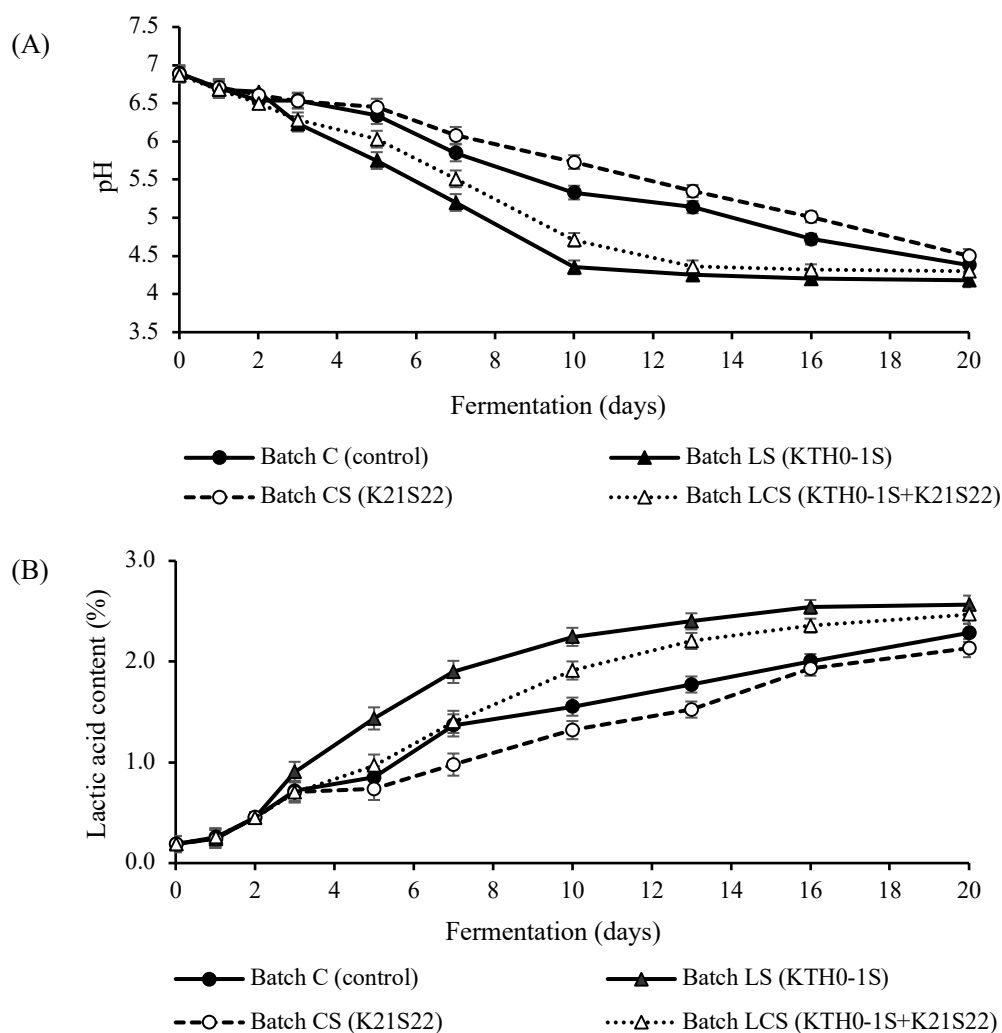 (A)
7.5
7
6.5
6
5.5
5
4.5
4
3.5
pH
0 2 4 6 8 10 12 14 16 18 20
Fermentation (days)
Batch C (control) Batch LS (KTH0-1S)
Batch CS (K21S22) Batch LCS (KTH0-1S+K21S22)
(B)
3.0
2.0
1.0
0.0
Lactic acid content (%)
0 2 4 6 8 10 12 14 16 18 20
Fermentation (days)
Batch C (control) Batch LS (KTH0-1S)
Batch CS (K21S22) Batch LCS (KTH0-1S+K21S22)